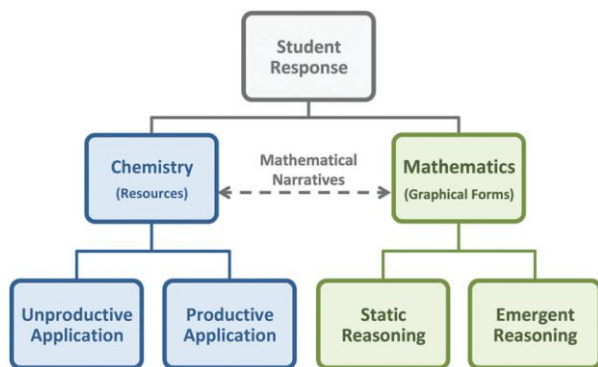 Student
Response
Chemistry
(Resources)
Mathematical
Narratives
Mathematics
(Graphical Forms)
Unproductive
Application
Productive
Application
Static
Reasoning
Emergent
Reasoning